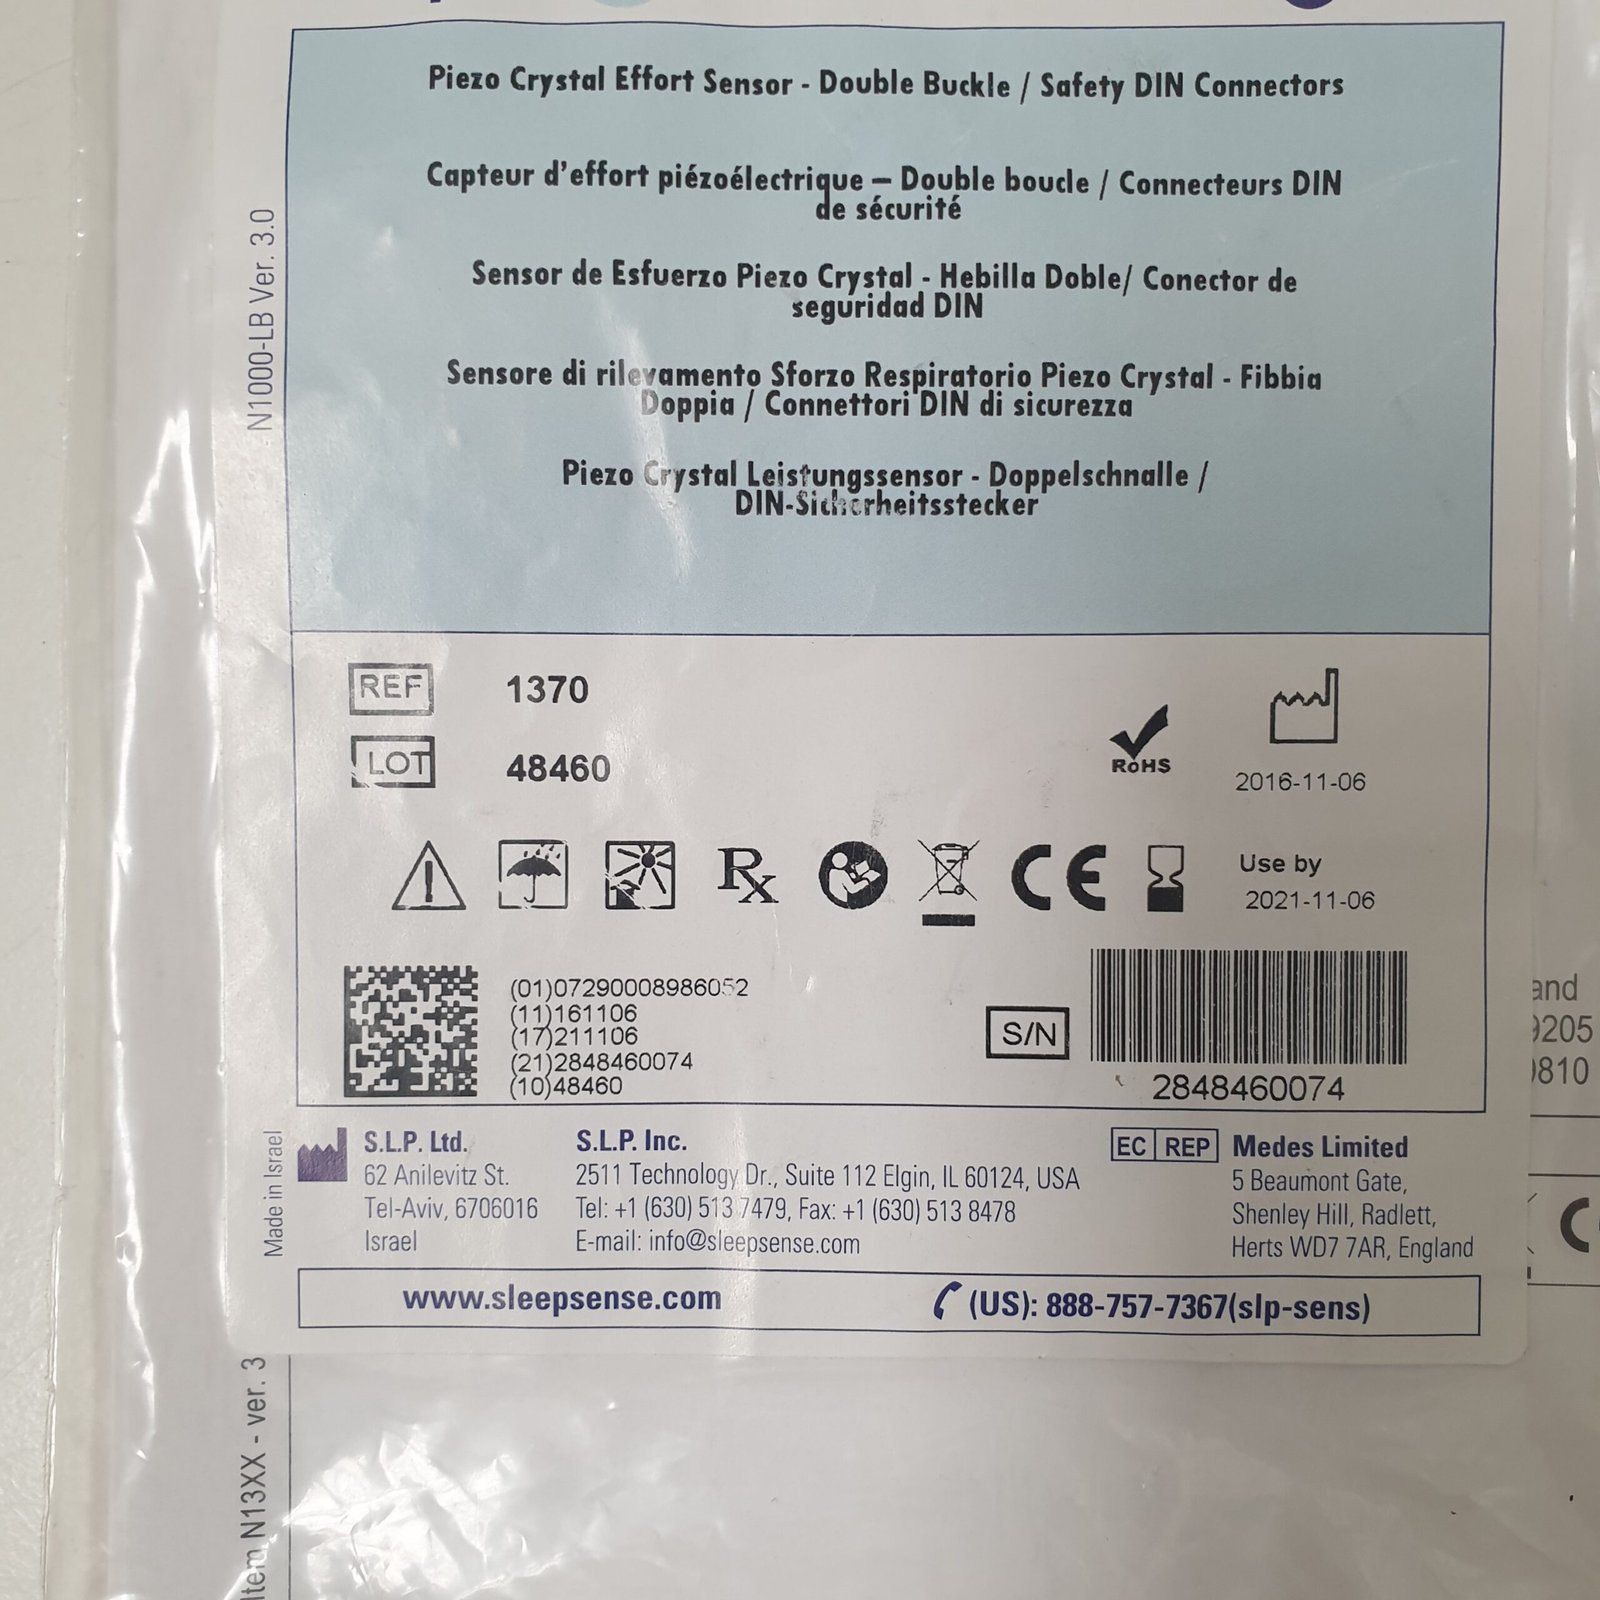 Piezo Crystal Effort Sensor - Double Buckle / Safety DIN Connectors
Capteur d'effort piézoélectrique – Double boucle / Connecteurs DIN
de sécurité
Sensor de Esfuerzo Piezo Crystal - Hebilla Doble/ Conector de
seguridad DIN
Sensore di rilevamento Sforzo Respiratorio Piezo Crystal - Fibbia
Doppia / Connettori DIN di sicurezza
Piezo Crystal Leistungssensor - Doppelschnalle /
DIN-Sicherheitsstecker
N1000-LB Ver. 3.0
REF 1370
LOT 48460
RoHS
2016-11-06
Rx
CE
Use by
2021-11-06
(01)07290008986052
(11)161106
(17)211106
(21)2848460074
(10)48460
S/N
2848460074
Made in Israel
S.L.P. Ltd.
62 Anilevitz St.
Tel-Aviv, 6706016
Israel
S.L.P. Inc.
2511 Technology Dr., Suite 112 Elgin, IL 60124, USA
Tel: +1 (630) 513 7479, Fax: +1 (630) 513 8478
E-mail: info@sleepsense.com
EC REP Medes Limited
5 Beaumont Gate,
Shenley Hill, Radlett,
Herts WD7 7AR, England
www.sleepsense.com
(US): 888-757-7367(slp-sens)
Item N13XX - ver. 3
and
9205
9810